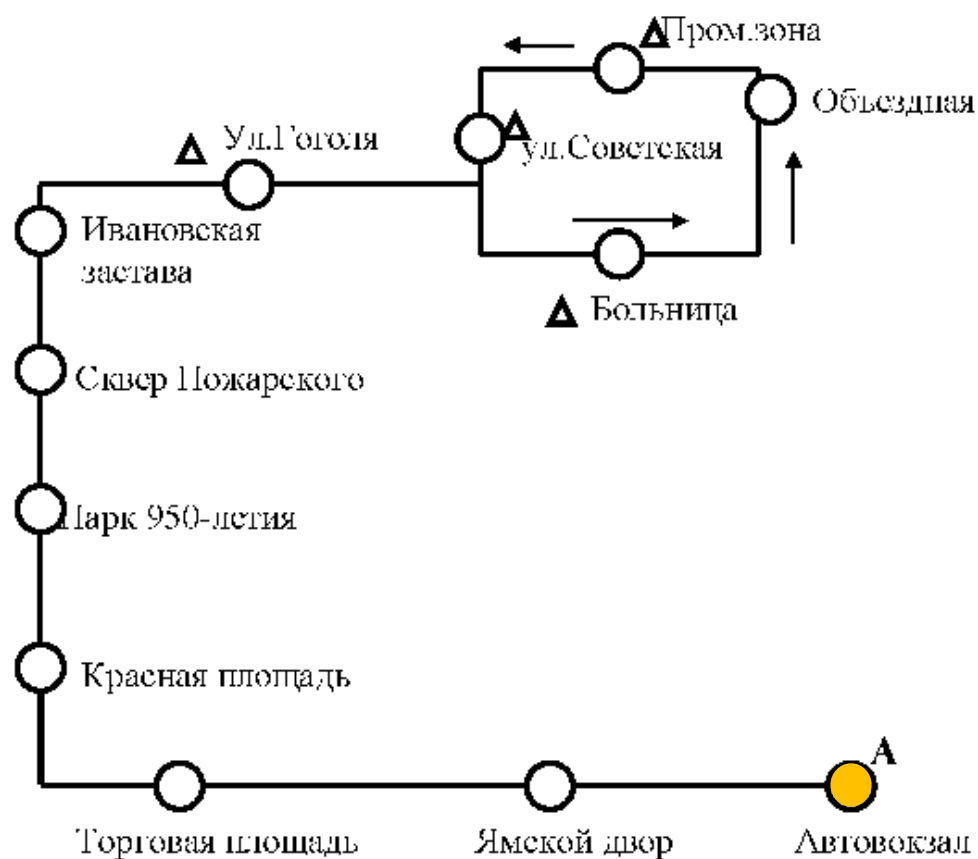 Пром.зона
Объездная
Ул.Гоголя
ул.Советская
Ивановская
застава
Больница
Сквер Пожарского
Парк 950-летия
Красная площадь
А
Торговая площадь
Ямской двор
Автовокзал